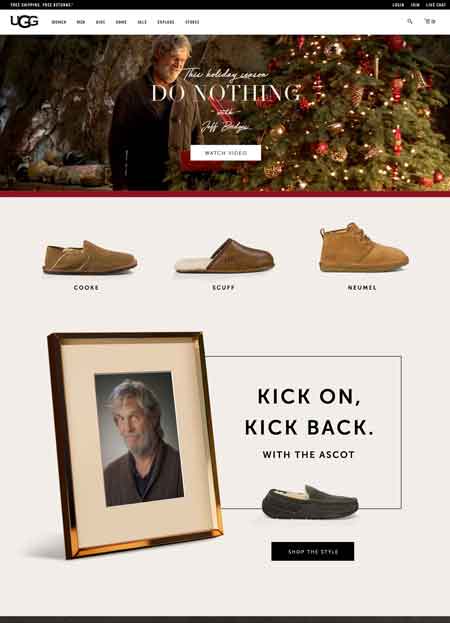 FREE SHIPPING. FREE RETURNS.*
LOGIN JOIN LIVE CHAT
UGG
WOMEN MEN KIDS HOME SALE EXPLORE STORES
This holiday season
DO NOTHING
with
Jeff Bridges
WATCH VIDEO
COOKE SCUFF NEUMEL
KICK ON,
KICK BACK.
WITH THE ASCOT
SHOP THE STYLE